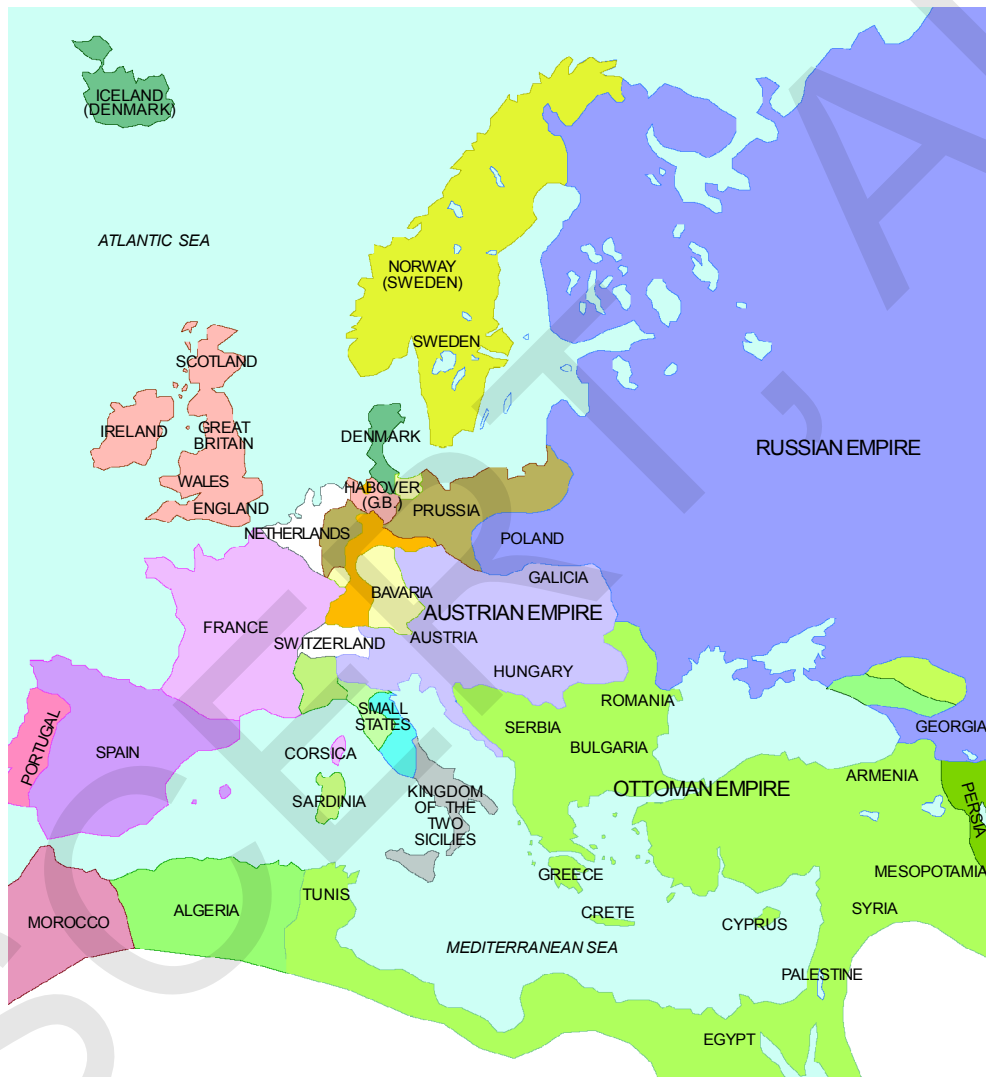 ICELAND
(DENMARK)
ATLANTIC SEA
NORWAY
(SWEDEN)
SWEDEN
SCOTLAND
IRELAND
GREAT
BRITAIN
DENMARK
RUSSIAN EMPIRE
WALES
HABOVER
(G.B.)
ENGLAND
PRUSSIA
NETHERLANDS
POLAND
GALICIA
BAVARIA
AUSTRIAN EMPIRE
FRANCE
SWITZERLAND
AUSTRIA
HUNGARY
ROMANIA
SMALL
STATES
SERBIA
GEORGIA
PORTUGAL
SPAIN
CORSICA
BULGARIA
ARMENIA
OTTOMAN EMPIRE
PERSIA
SARDINIA
KINGDOM
OF THE
TWO
SICILIES
GREECE
MESOPOTAMIA
TUNIS
MOROCCO
ALGERIA
CRETE
CYPRUS
SYRIA
MEDITERRANEAN SEA
PALESTINE
EGYPT
SCERT, A